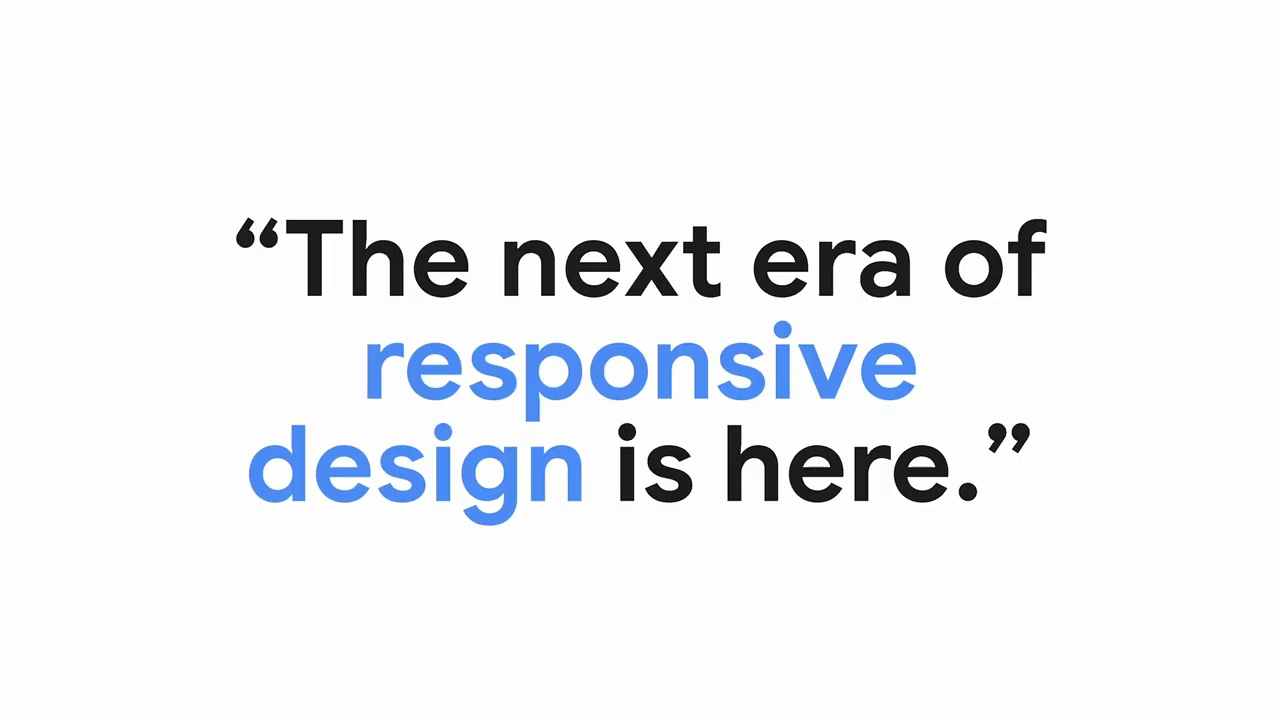 “The next era of
responsive
design is here.”